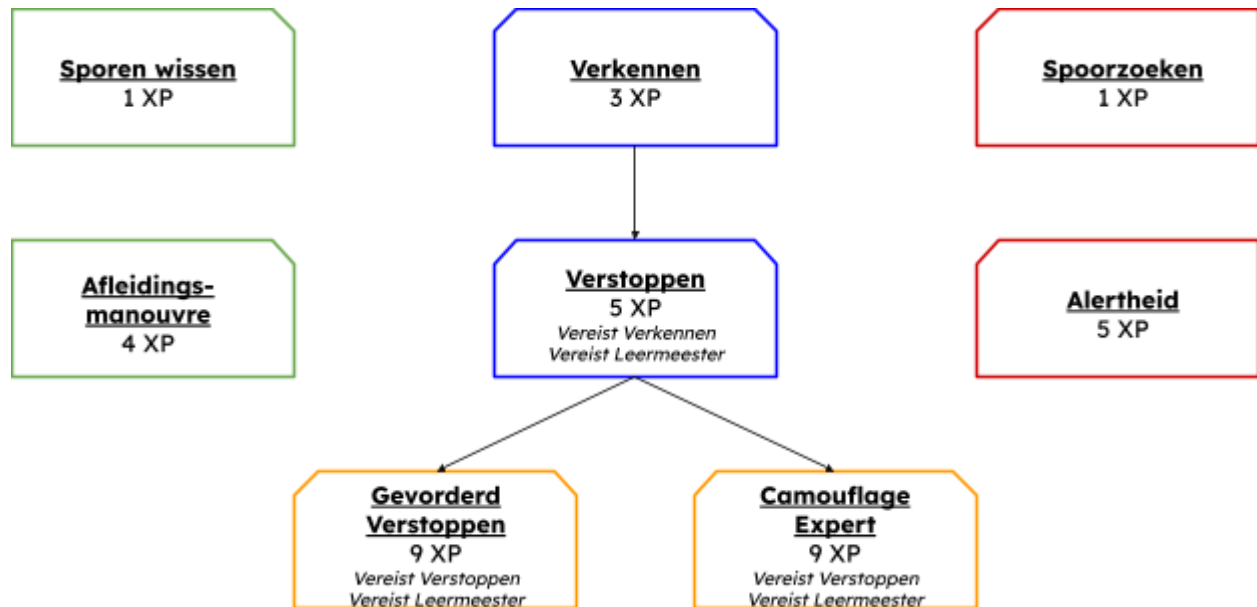 Sporen wissen
1 XP
Verkennen
3 XP
Spoorzoeken
1 XP
Afleidings-
manouvre
4 XP
Verstoppen
5 XP
Vereist Verkennen
Vereist Leermeester
Alertheid
5 XP
Gevorderd
Verstoppen
9 XP
Vereist Verstoppen
Vereist Leermeester
Camouflage
Expert
9 XP
Vereist Verstoppen
Vereist Leermeester